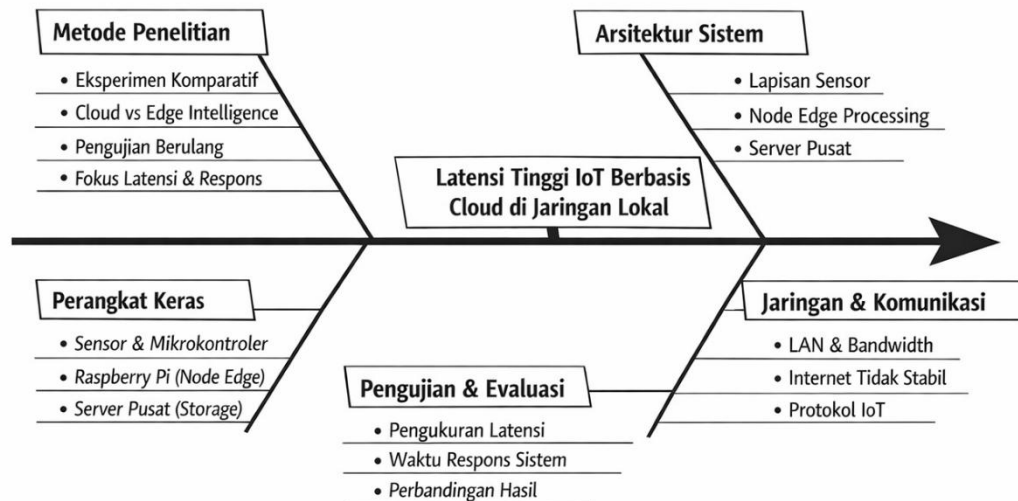 Metode Penelitian
• Eksperimen Komparatif
• Cloud vs Edge Intelligence
• Pengujian Berulang
• Fokus Latensi & Respons
Arsitektur Sistem
• Lapisan Sensor
• Node Edge Processing
• Server Pusat
Latensi Tinggi IoT Berbasis
Cloud di Jaringan Lokal
Perangkat Keras
• Sensor & Mikrokontroler
• Raspberry Pi (Node Edge)
• Server Pusat (Storage)
Pengujian & Evaluasi
• Pengukuran Latensi
• Waktu Respons Sistem
• Perbandingan Hasil
Jaringan & Komunikasi
• LAN & Bandwidth
• Internet Tidak Stabil
• Protokol IoT